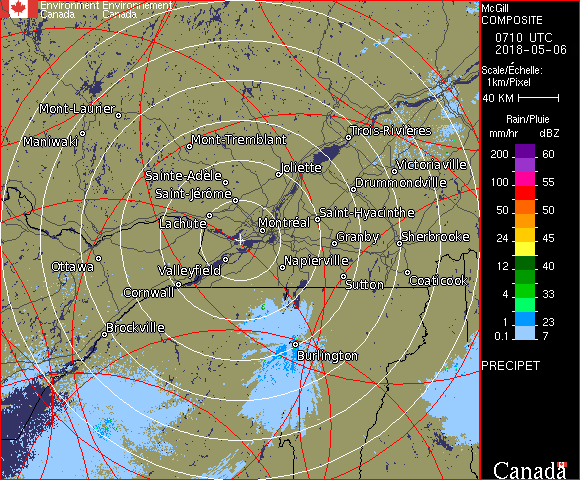 Environment Environnement
Canada Canada
McGill
COMPOSITE
0710 UTC
2018-05-06
Scale/Échelle:
1km/Pixel
40 KM
Rain/Pluie
mm/hr dBZ
200 60
100 55
50 50
24 45
12 40
4 33
1 23
0.1 7
PRECIPET
Mont-Laurier
Maniwaki
Mont-Tremblant
Trois-Rivières
Sainte-Adèle
Joliette
Victoriaville
Saint-Jérôme
Drummondville
Lachute
Montréal
Saint-Hyacinthe
Granby
Sherbrooke
Ottawa
Valleyfield
Napierville
Cornwall
Sutton
Coaticook
Brockville
Burlington
Canada